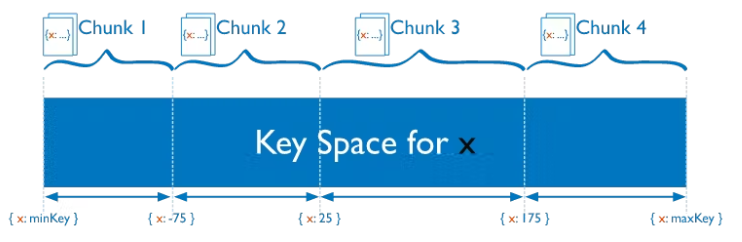 Chunk 1 Chunk 2 Chunk 3 Chunk 4
{x: ...} {x: ...} {x: ...} {x: ...}
Key Space for x
{ x: minKey } { x: -75 } { x: 25 } { x: 175 } { x: maxKey }